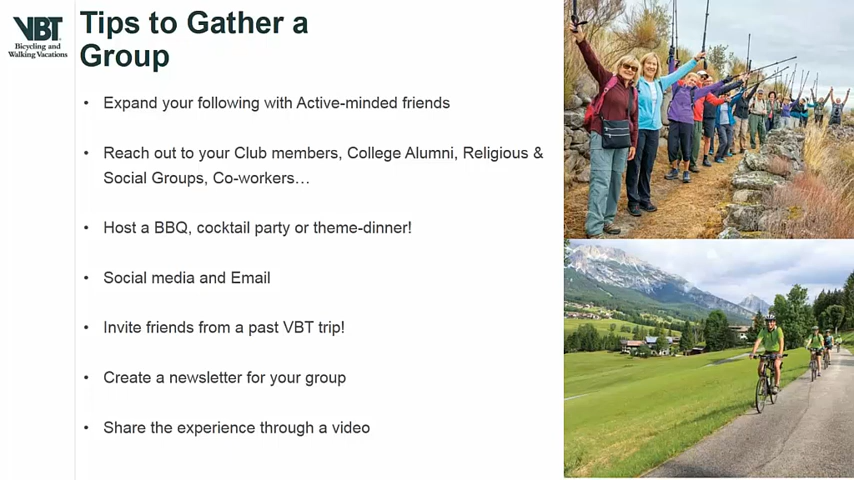 VBT
Bicycling and
Walking Vacations
Tips to Gather a
Group
• Expand your following with Active-minded friends
• Reach out to your Club members, College Alumni, Religious &
Social Groups, Co-workers…
• Host a BBQ, cocktail party or theme-dinner!
• Social media and Email
• Invite friends from a past VBT trip!
• Create a newsletter for your group
• Share the experience through a video